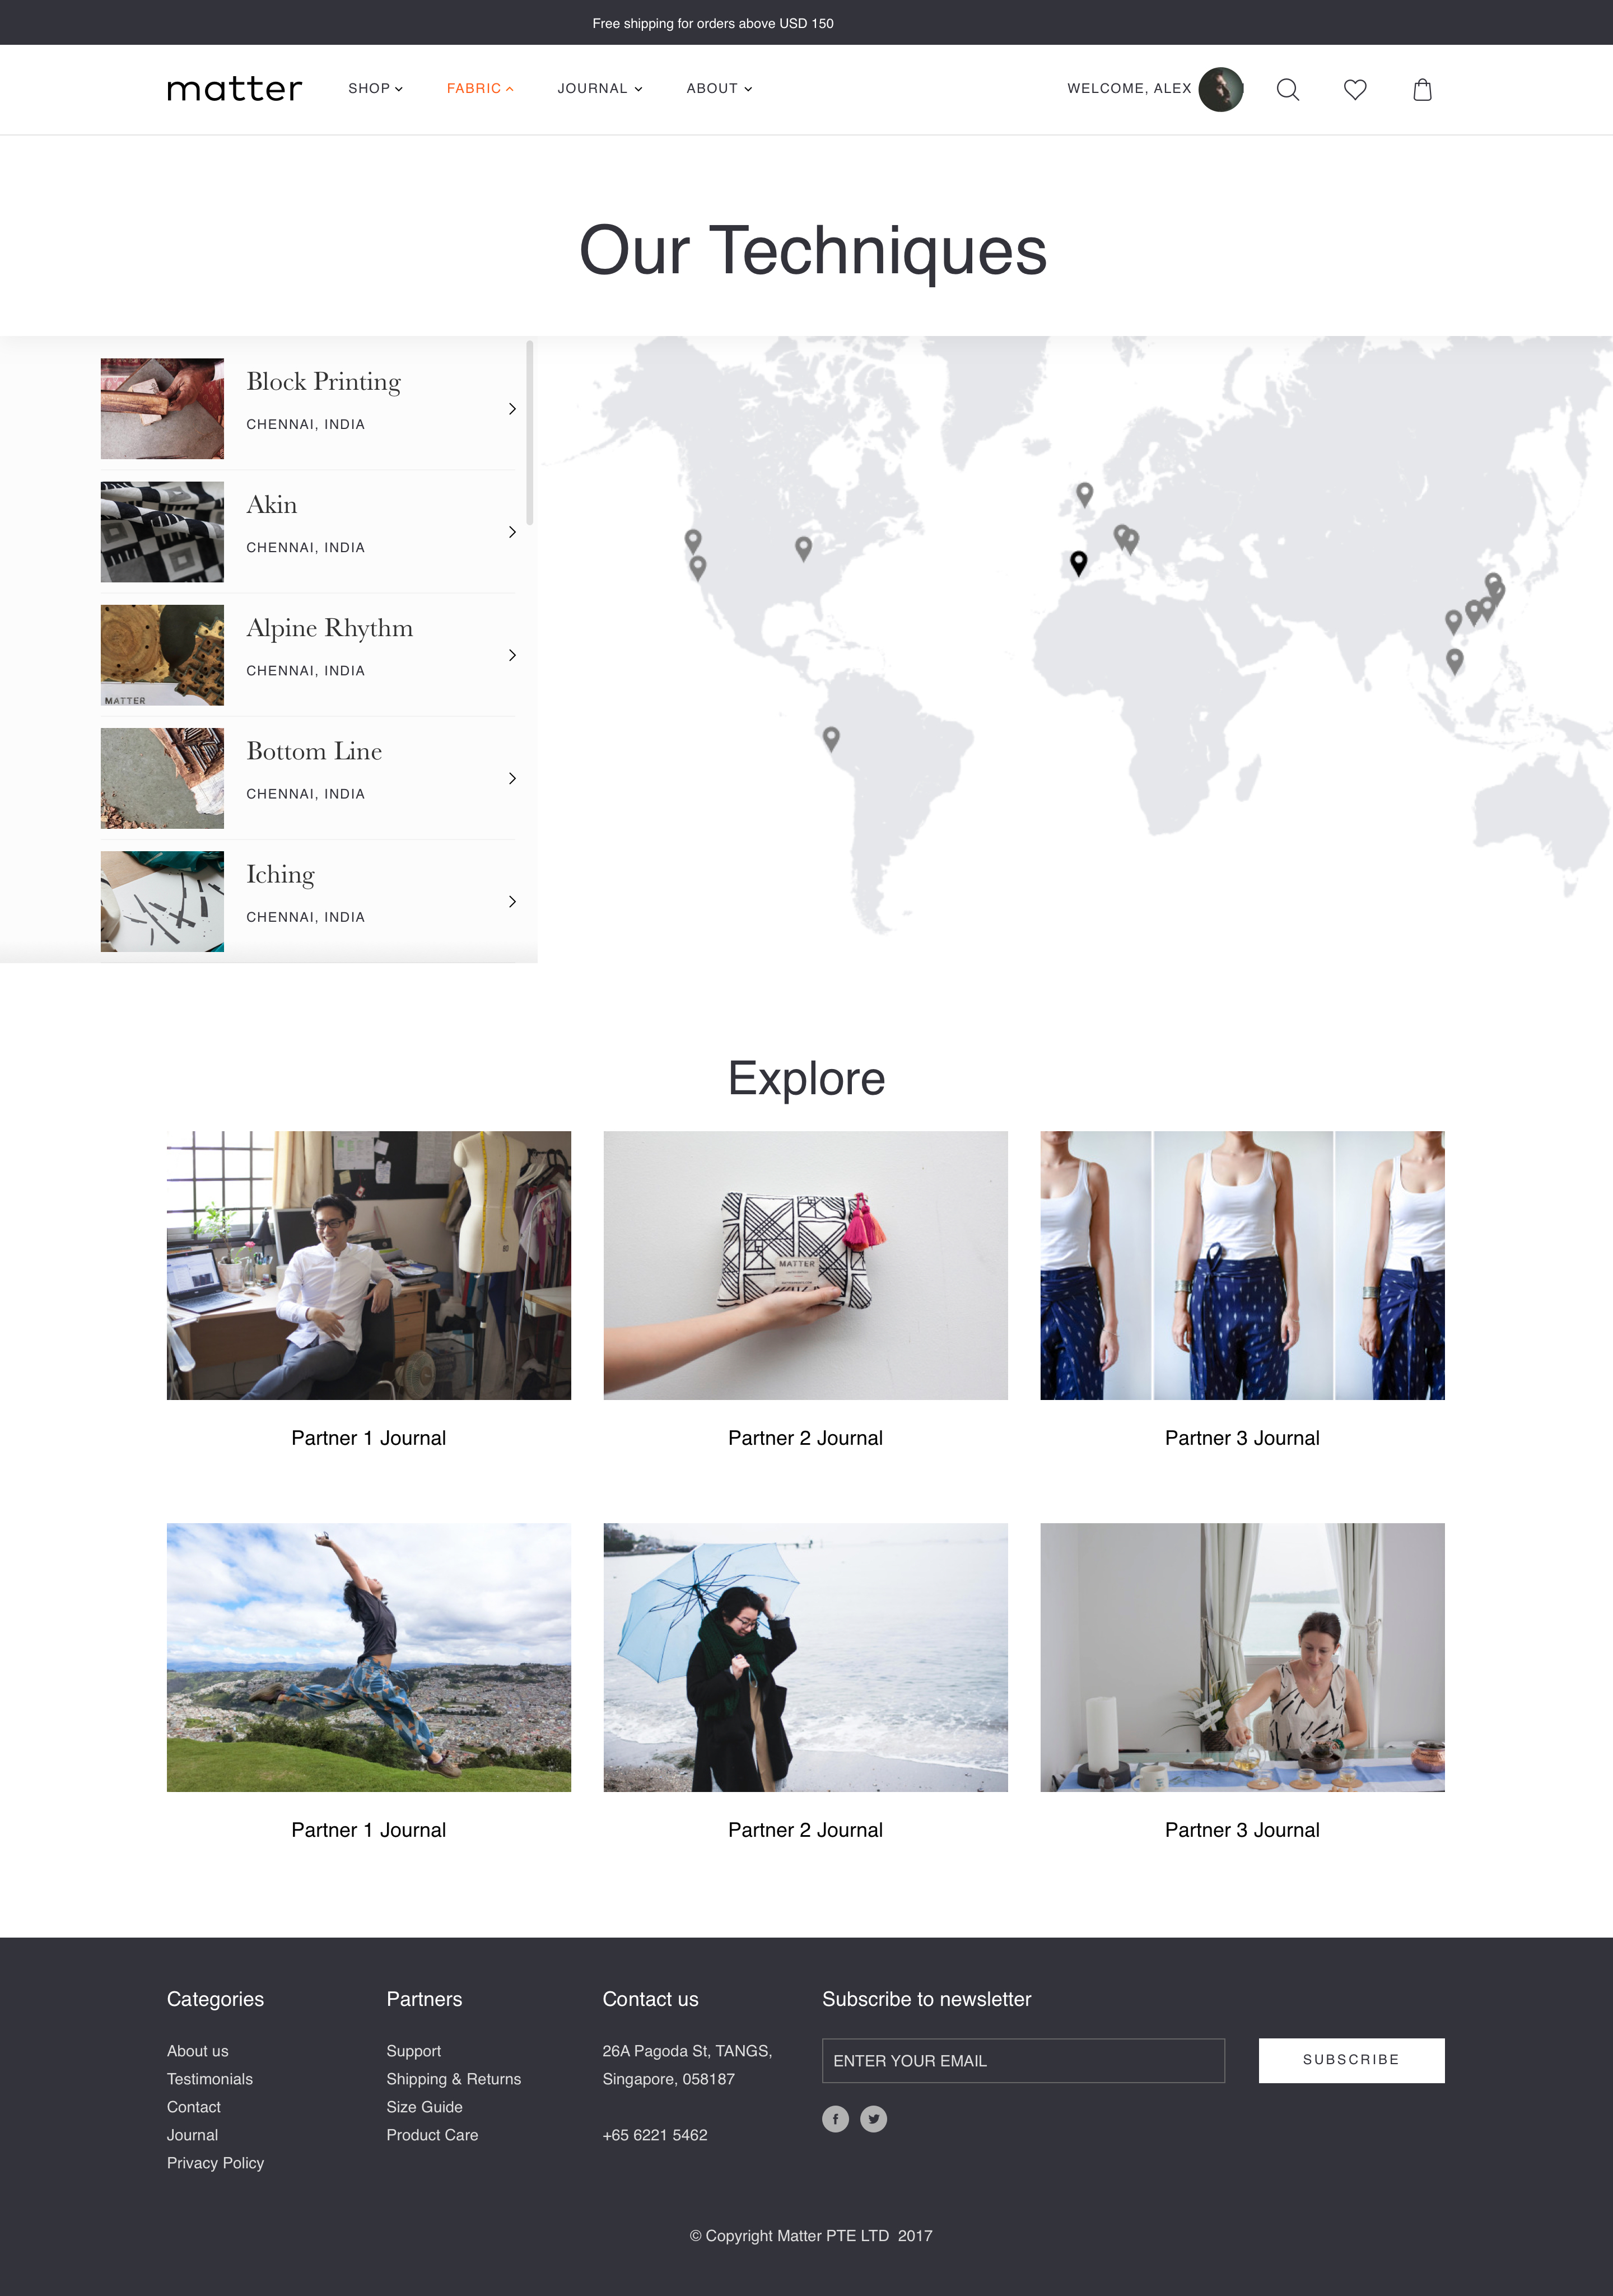 Free shipping for orders above USD 150
matter
SHOP
FABRIC
JOURNAL
ABOUT
WELCOME, ALEX
Our Techniques
Block Printing
CHENNAI, INDIA
Akin
CHENNAI, INDIA
Alpine Rhythm
CHENNAI, INDIA
MATTER
Bottom Line
CHENNAI, INDIA
Iching
CHENNAI, INDIA
Explore
MATTER
Partner 1 Journal
Partner 2 Journal
Partner 3 Journal
Partner 1 Journal
Partner 2 Journal
Partner 3 Journal
Categories
About us
Testimonials
Contact
Journal
Privacy Policy
Partners
Support
Shipping & Returns
Size Guide
Product Care
Contact us
26A Pagoda St, TANGS,
Singapore, 058187
+65 6221 5462
Subscribe to newsletter
ENTER YOUR EMAIL
SUBSCRIBE
© Copyright Matter PTE LTD 2017